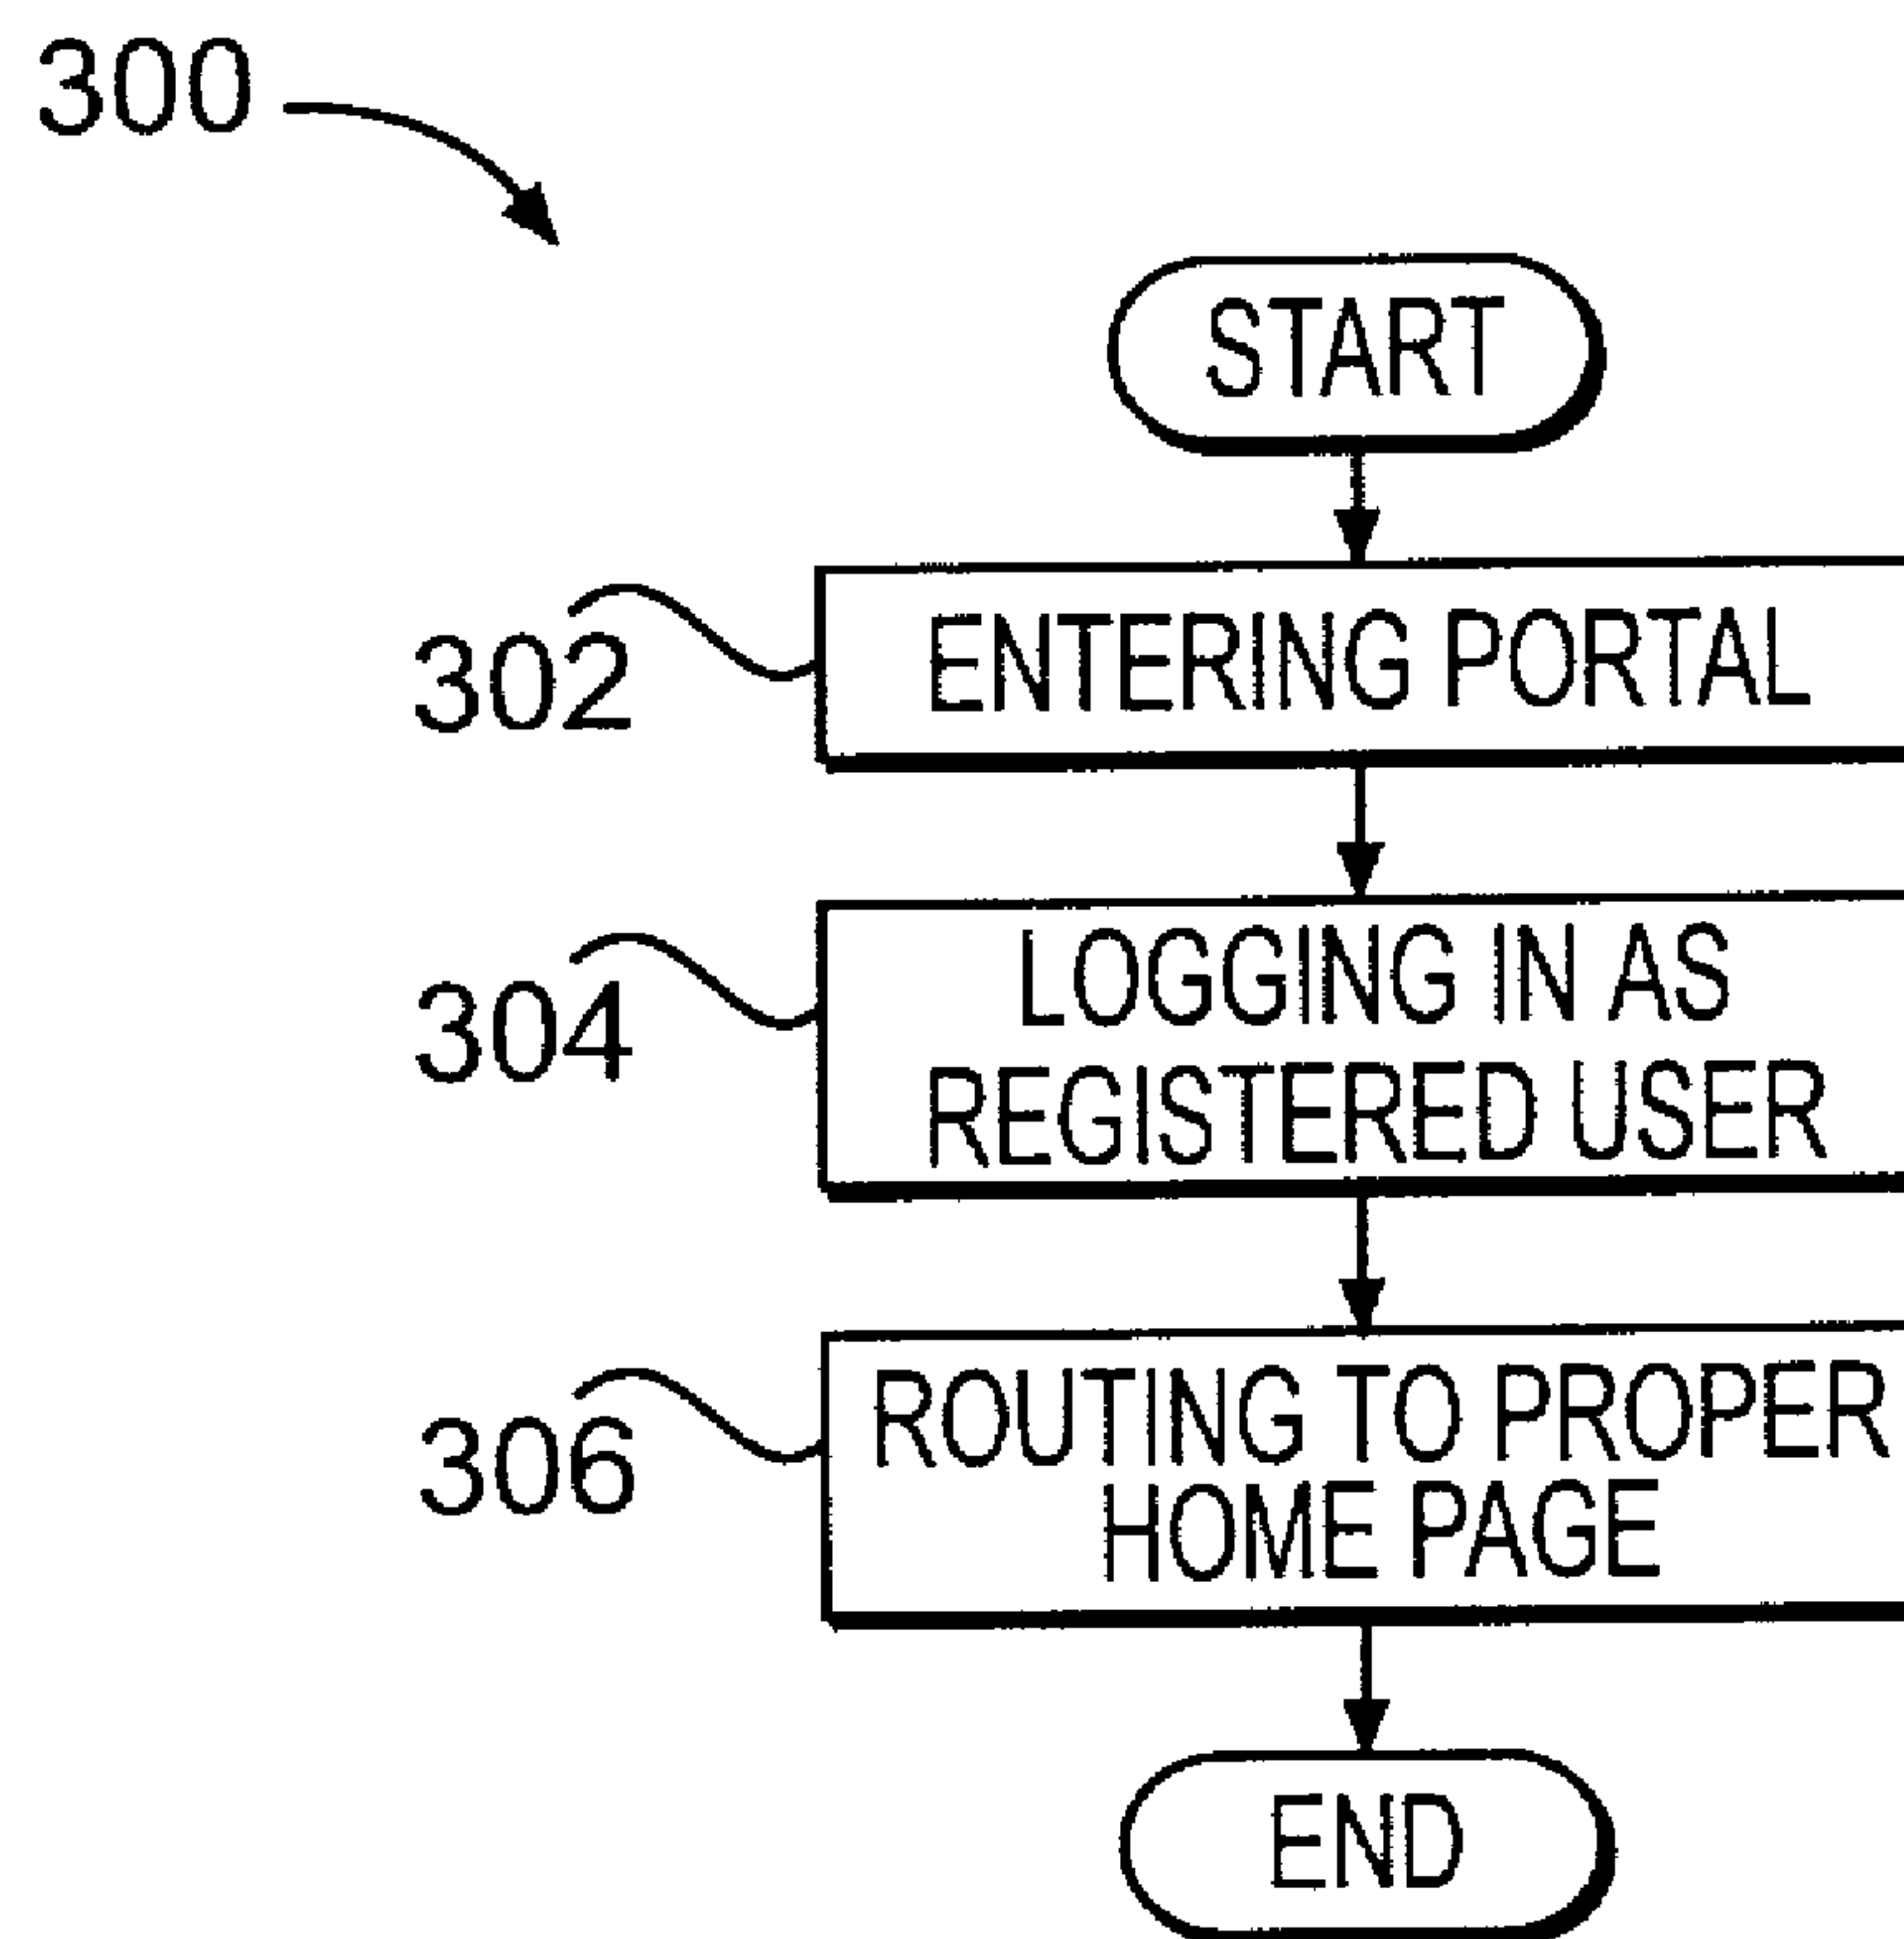 300
START
302
ENTERING PORTAL
304
LOGGING IN AS
REGISTERED USER
306
ROUTING TO PROPER
HOME PAGE
END